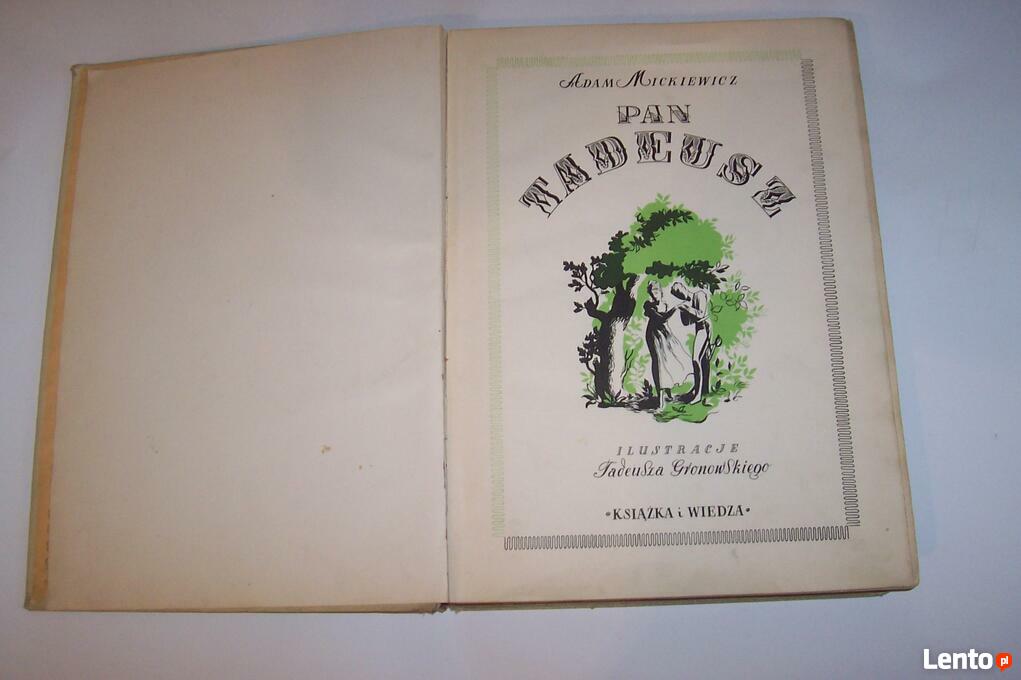 ADAM MICKIEWICZ
PAN
TADEUSZ
ILUSTRACJE
Tadeusza Gronowskiego
•KSIĄŻKA i WIEDZA•
Lento.pl